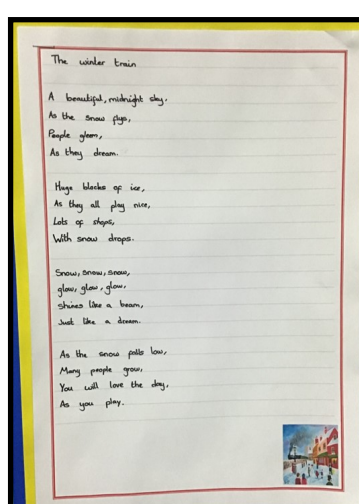 The winter train
A beautiful, midnight sky.
As the snow flys,
People gleem,
As they dream.
Huge blocks of ice,
As they all play nice,
Lots of shops,
With snow drops.
Snow, snow, snow,
glow, glow, glow,
shines like a beam,
Just like a dream.
As the snow falls low,
Many people grow,
You will love the day,
As you play.